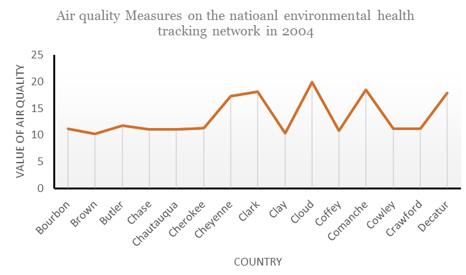 Air quality Measures on the natioanl environmental health
tracking network in 2004
VALUE OF AIR QUALITY
25
20
15
10
5
0
Bourbon
Brown
Butler
Chase
Chautauqua
Cherokee
Cheyenne
Clark
Clay
Cloud
Coffey
Comanche
Cowley
Crawford
Decatur
COUNTRY